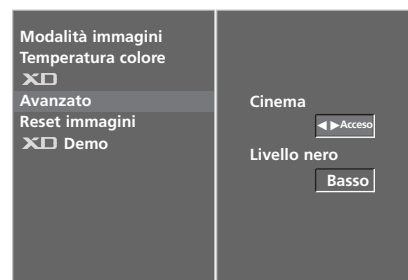 Modalità immagini
Temperatura colore
XD
Avanzato
Reset immagini
XD Demo
Cinema
◀ ▶ Acceso
Livello nero
Basso